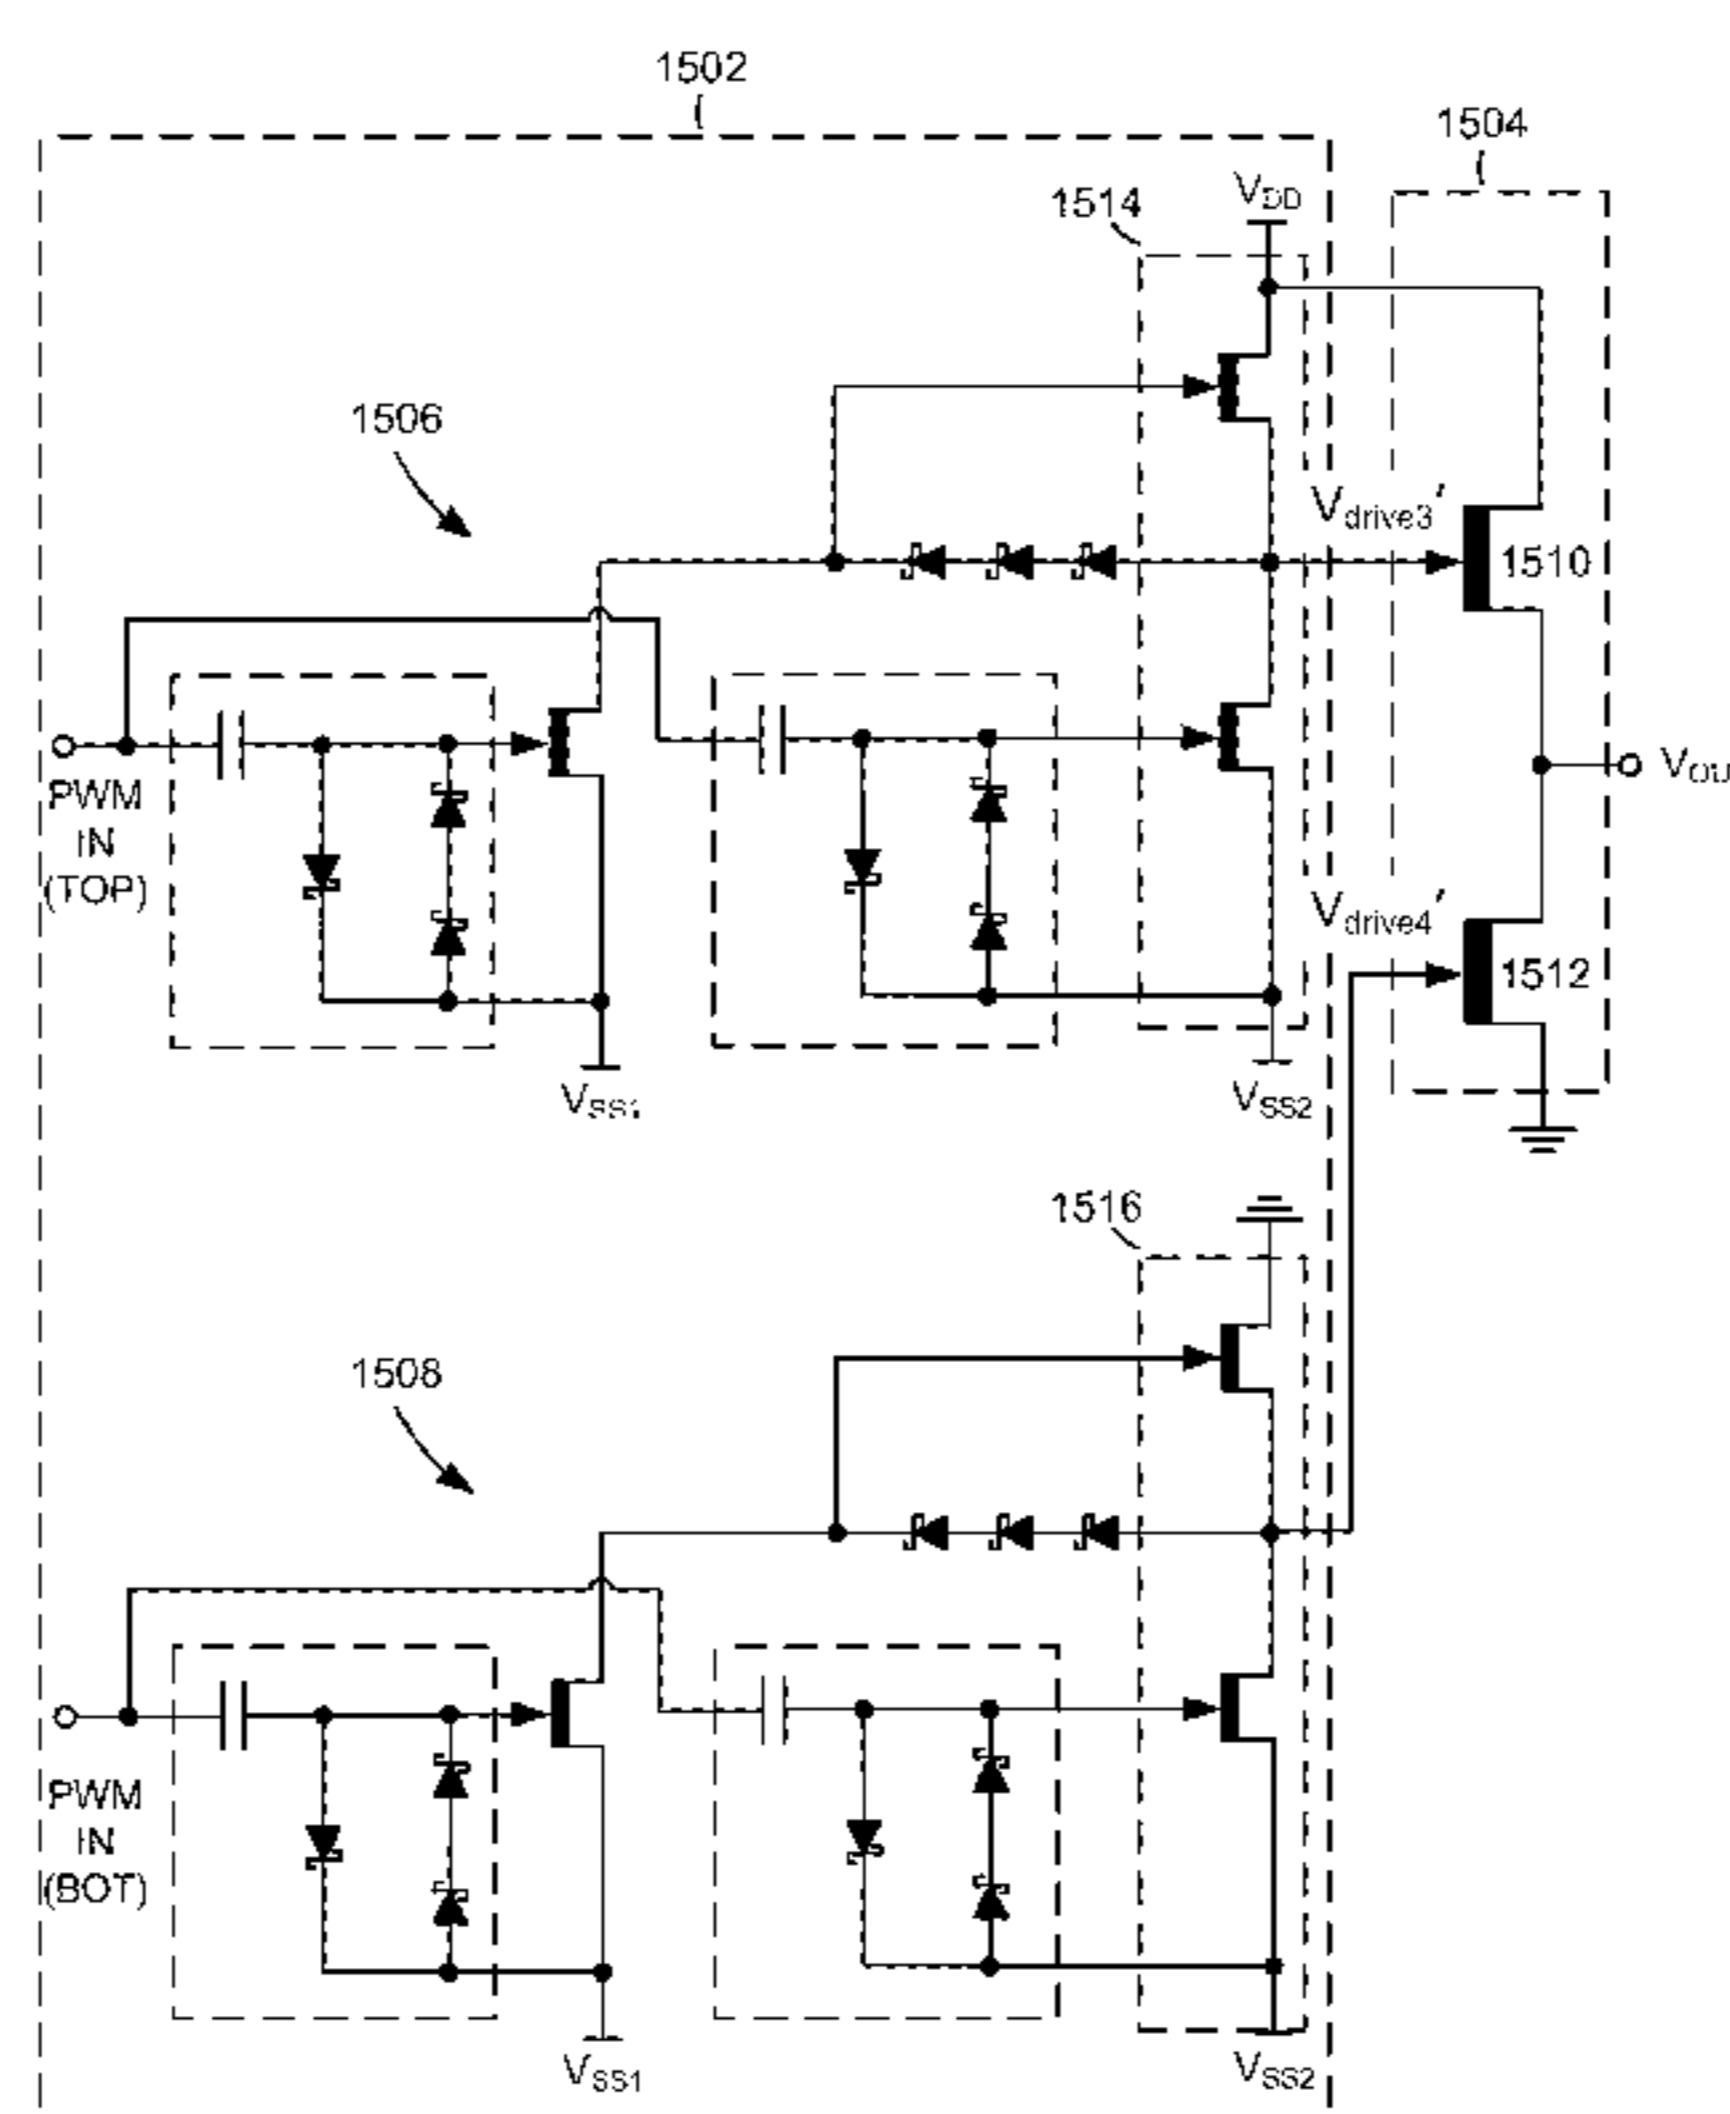 1502
1504
1514
VDD
1506
Vdrive3'
1510
PWM
IN
(TOP)
VOU
Vdrive4'
1512
VSS1
VSS2
1516
1508
PWM
IN
(BOT)
VSS1
VSS2